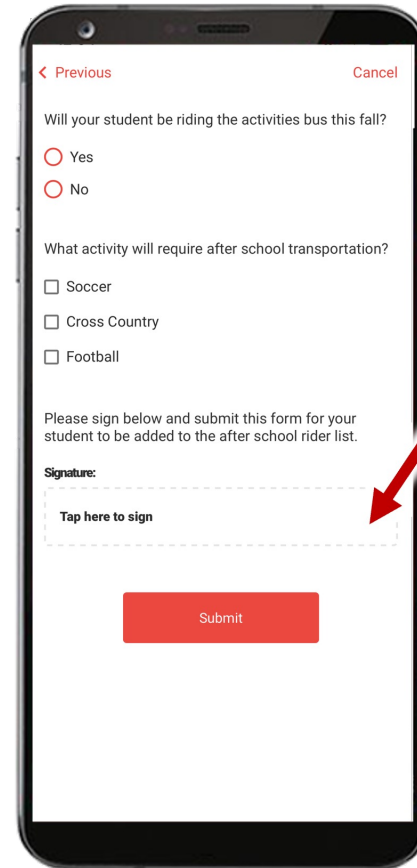 Previous
Cancel
Will your student be riding the activities bus this fall?
Yes
No
What activity will require after school transportation?
Soccer
Cross Country
Football
Please sign below and submit this form for your
student to be added to the after school rider list.
Signature:
Tap here to sign
Submit